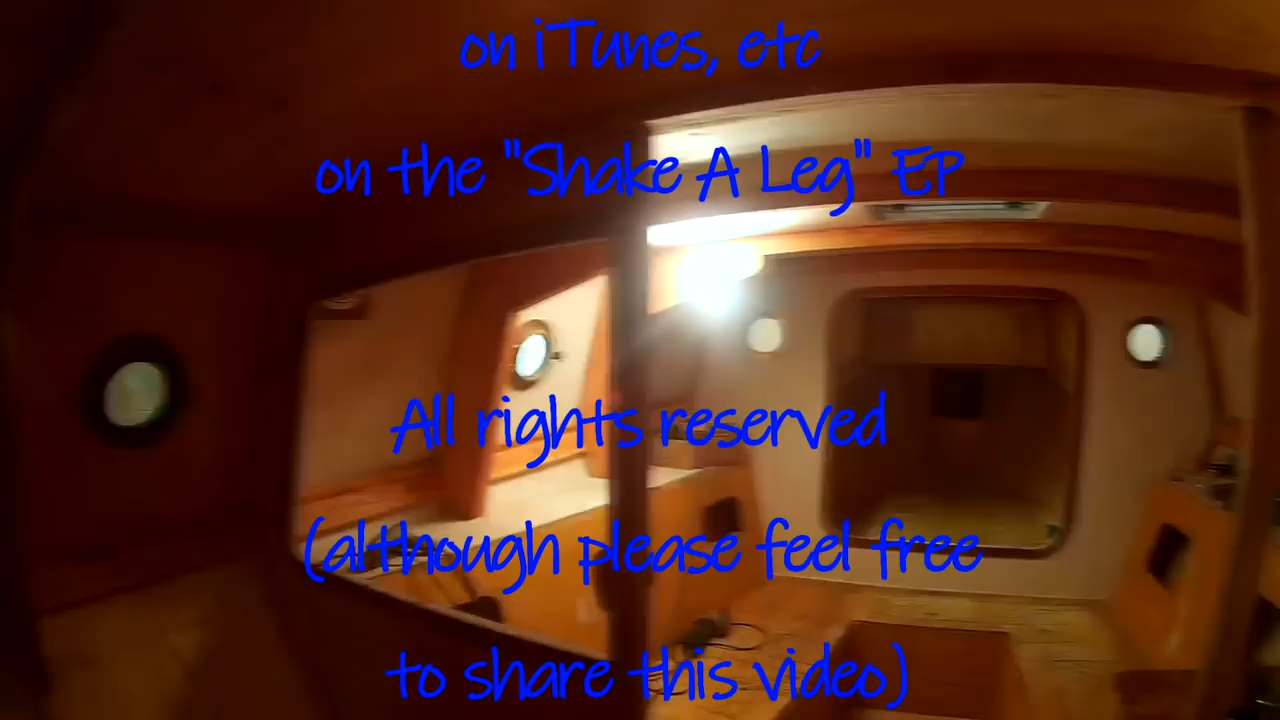 on iTunes, etc
on the "Shake A Leg" EP
All rights reserved
(although please feel free
to share this video)